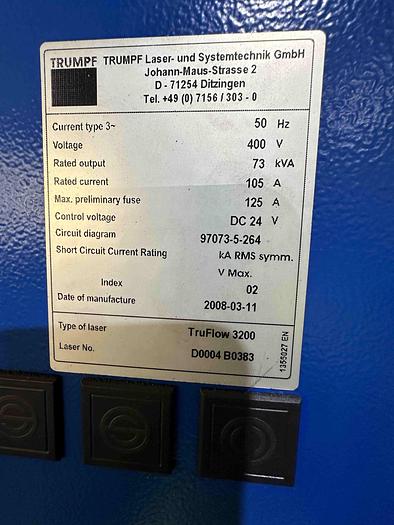 TRUMPF
TRUMPF Laser- und Systemtechnik GmbH
Johann-Maus-Strasse 2
D - 71254 Ditzingen
Tel. +49 (0) 7156 / 303 - 0
Current type 3~ 50 Hz
Voltage 400 V
Rated output 73 kVA
Rated current 105 A
Max. preliminary fuse 125 A
Control voltage DC 24 V
Circuit diagram 97073-5-264
Short Circuit Current Rating kA RMS symm.
V Max.
Index 02
Date of manufacture 2008-03-11
Type of laser TruFlow 3200
Laser No. D0004 B0383
1355027 EN